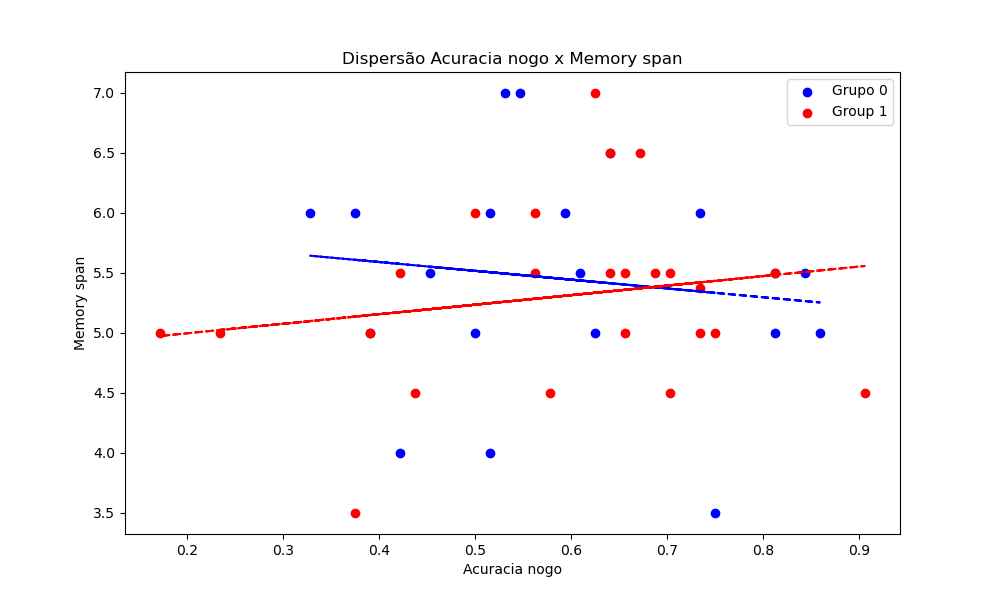 Dispersão Acuracia nogo x Memory span
Grupo 0
Group 1
Memory span
7.0
6.5
6.0
5.5
5.0
4.5
4.0
3.5
0.2 0.3 0.4 0.5 0.6 0.7 0.8 0.9
Acuracia nogo